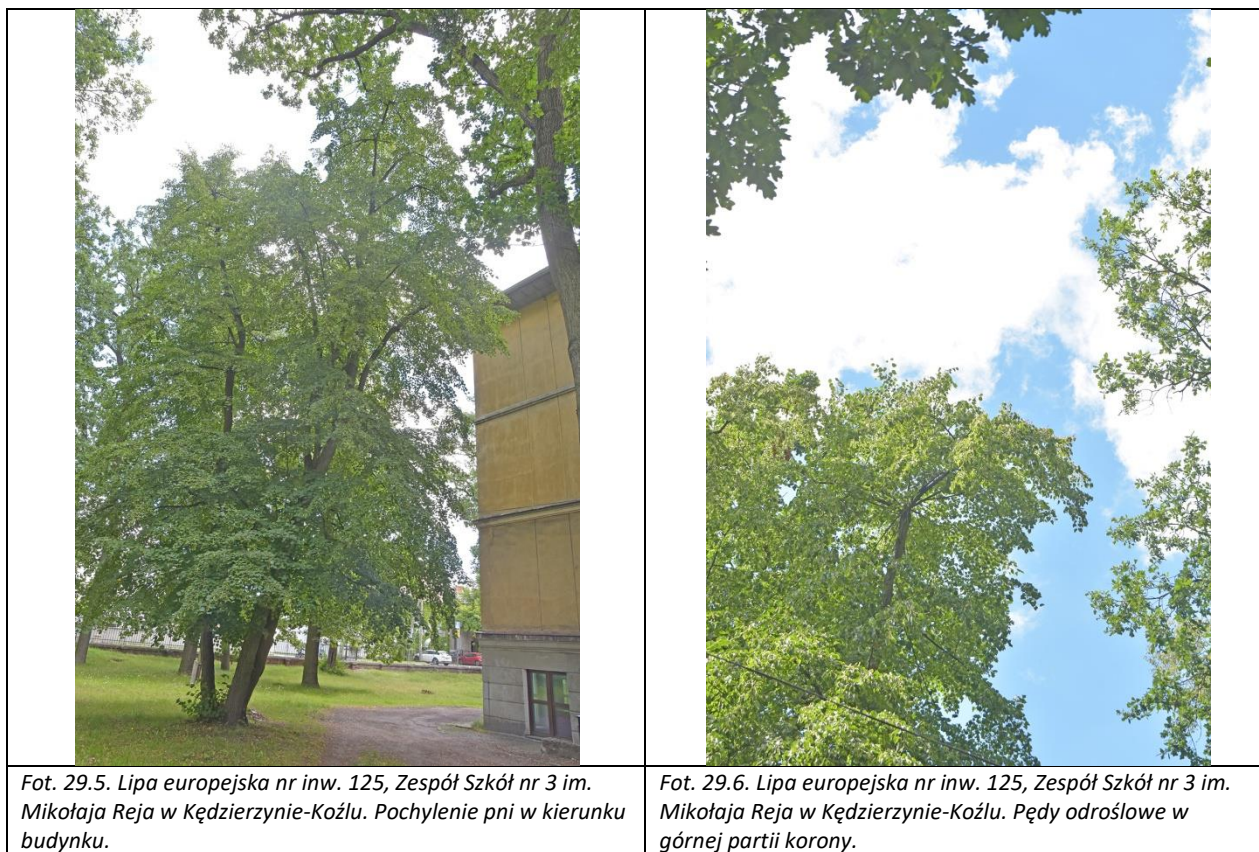 Fot. 29.5. Lipa europejska nr inw. 125, Zespół Szkół nr 3 im.
Mikołaja Reja w Kędzierzynie-Koźlu. Pochylenie pni w kierunku
budynku.
Fot. 29.6. Lipa europejska nr inw. 125, Zespół Szkół nr 3 im.
Mikołaja Reja w Kędzierzynie-Koźlu. Pędy odroślowe w
górnej partii korony.